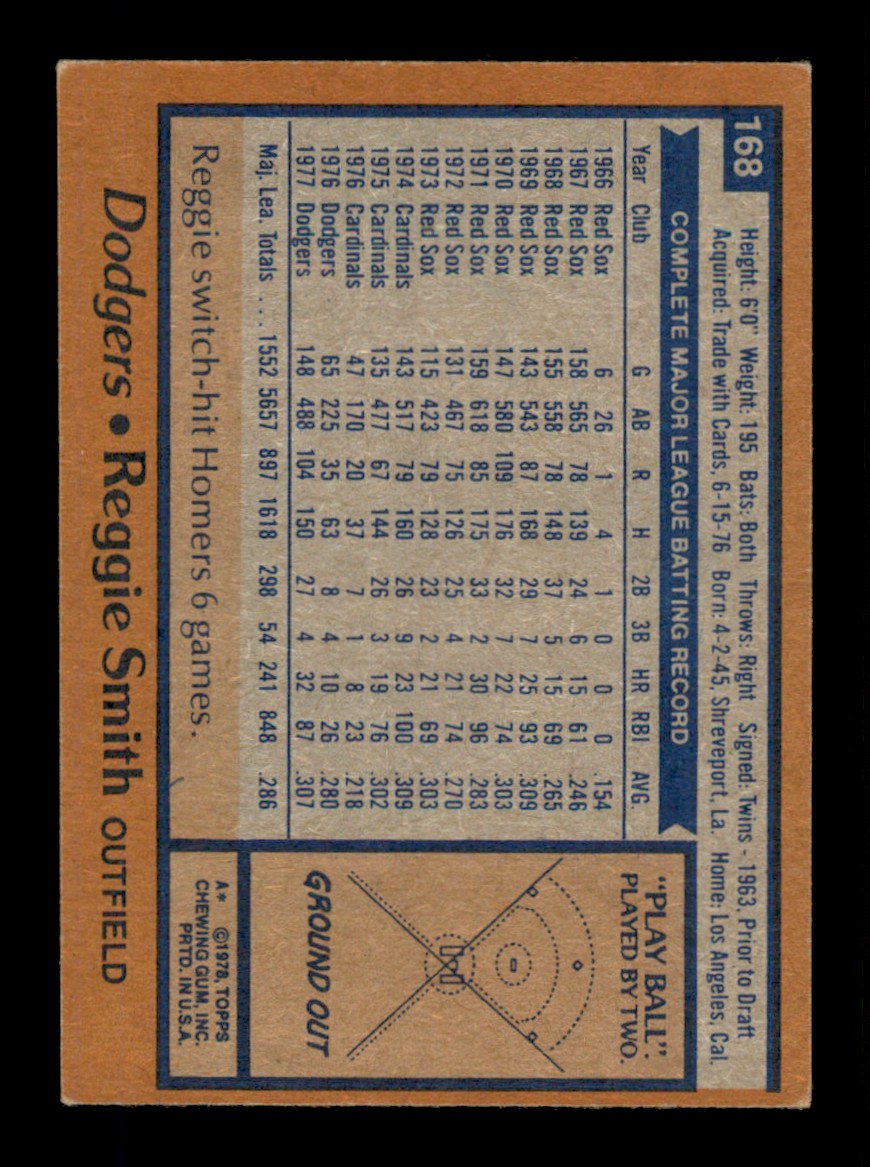 168
Height: 6'0" Weight: 195 Bats: Both Throws: Right Signed: Twins - 1963, Prior to Draft
Acquired: Trade with Cards, 6-15-76 Born: 4-2-45, Shreveport, La. Home: Los Angeles, Cal.
COMPLETE MAJOR LEAGUE BATTING RECORD
Year Club G AB R H 2B 3B HR RBI AVG.
1966 Red Sox 6 26 1 4 1 0 0 0 .154
1967 Red Sox 158 565 78 139 24 6 15 61 .246
1968 Red Sox 155 558 78 148 37 5 15 69 .265
1969 Red Sox 143 543 87 168 29 7 25 93 .309
1970 Red Sox 147 580 109 176 32 7 22 74 .303
1971 Red Sox 159 618 85 175 33 2 30 96 .283
1972 Red Sox 131 467 75 126 25 4 21 74 .270
1973 Red Sox 115 423 79 128 23 2 21 69 .303
1974 Cardinals 143 517 79 160 26 9 23 100 .309
1975 Cardinals 135 477 67 144 26 3 19 76 .302
1976 Cardinals 47 170 20 37 7 1 8 23 .218
1976 Dodgers 65 225 35 63 8 4 10 26 .280
1977 Dodgers 148 488 104 150 27 4 32 87 .307
Maj. Lea. Totals ... 1552 5657 897 1618 298 54 241 848 .286
Reggie switch-hit Homers 6 games.
"PLAY BALL":
PLAYED BY TWO.
GROUND OUT
A* ©1978, TOPPS
CHEWING GUM, INC.
PRTD. IN U.S.A.
Dodgers • Reggie Smith OUTFIELD